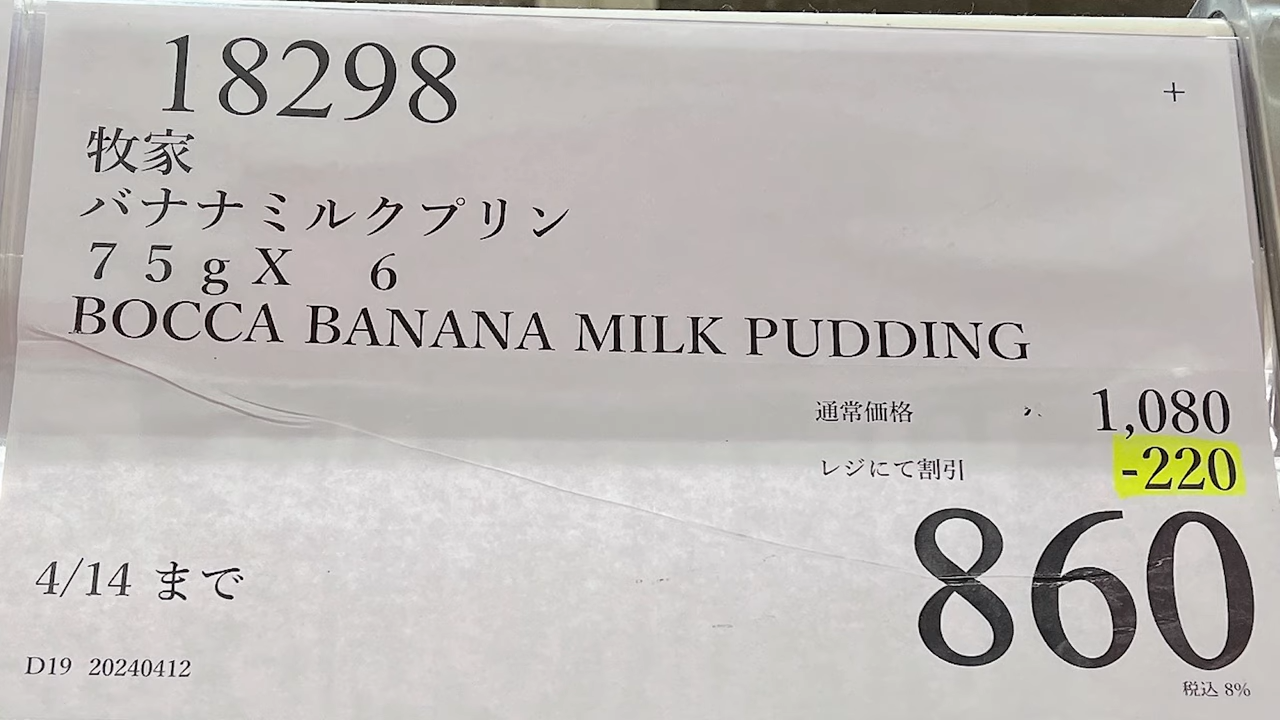 18298
+
牧家
バナナミルクプリン
７５ｇＸ　6
BOCCA BANANA MILK PUDDING
通常価格 1,080
レジにて割引 -220
860
4/14 まで
税込 8%
D19 20240412